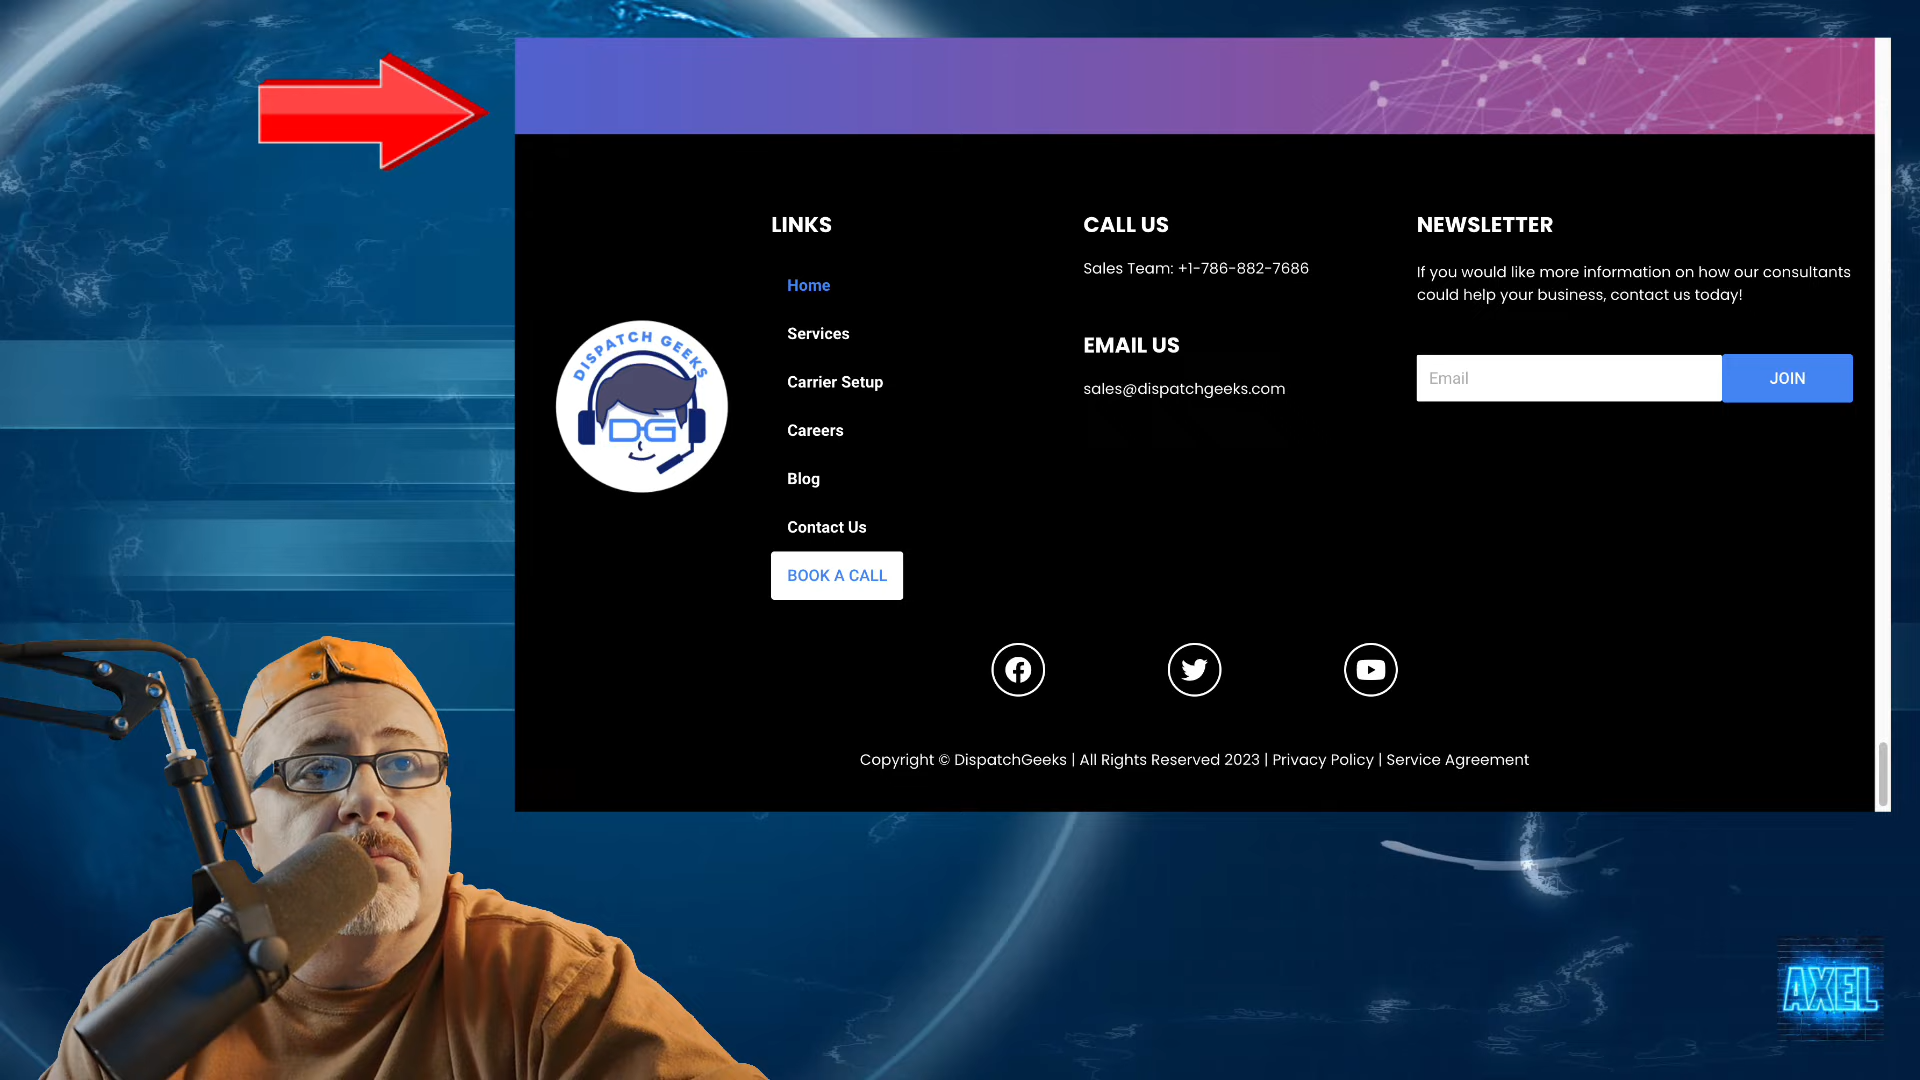 LINKS
Home
Services
Carrier Setup
Careers
Blog
Contact Us
BOOK A CALL
CALL US
Sales Team: +1-786-882-7686
EMAIL US
sales@dispatchgeeks.com
NEWSLETTER
If you would like more information on how our consultants
could help your business, contact us today!
Email
JOIN
DISPATCH GEEKS
DG
Copyright © DispatchGeeks | All Rights Reserved 2023 | Privacy Policy | Service Agreement
AXEL